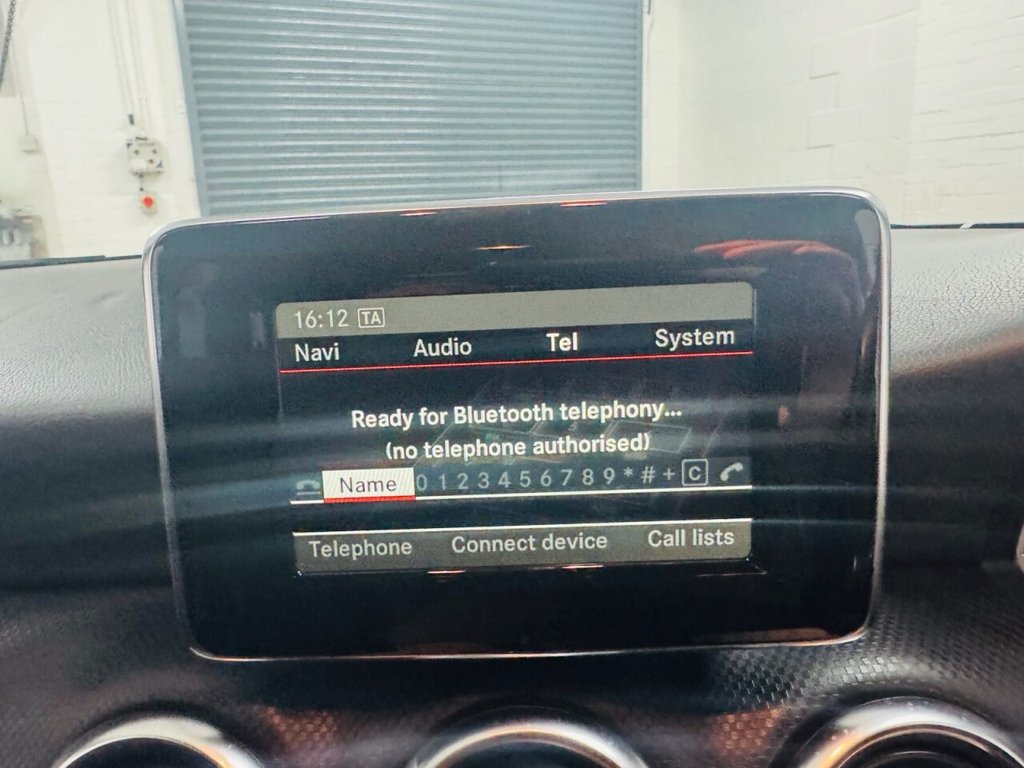 16:12 TA
Navi Audio Tel System
Ready for Bluetooth telephony...
(no telephone authorised)
Name 0 1 2 3 4 5 6 7 8 9 * # + C
Telephone Connect device Call lists